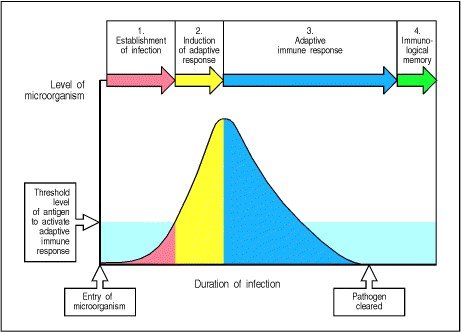 1.
Establishment
of infection
2.
Induction
of adaptive
response
3.
Adaptive
immune response
4.
Immuno-
logical
memory
Level of
microorganism
Threshold
level
of antigen
to activate
adaptive
immune
response
Entry of
microorganism
Duration of infection
Pathogen
cleared